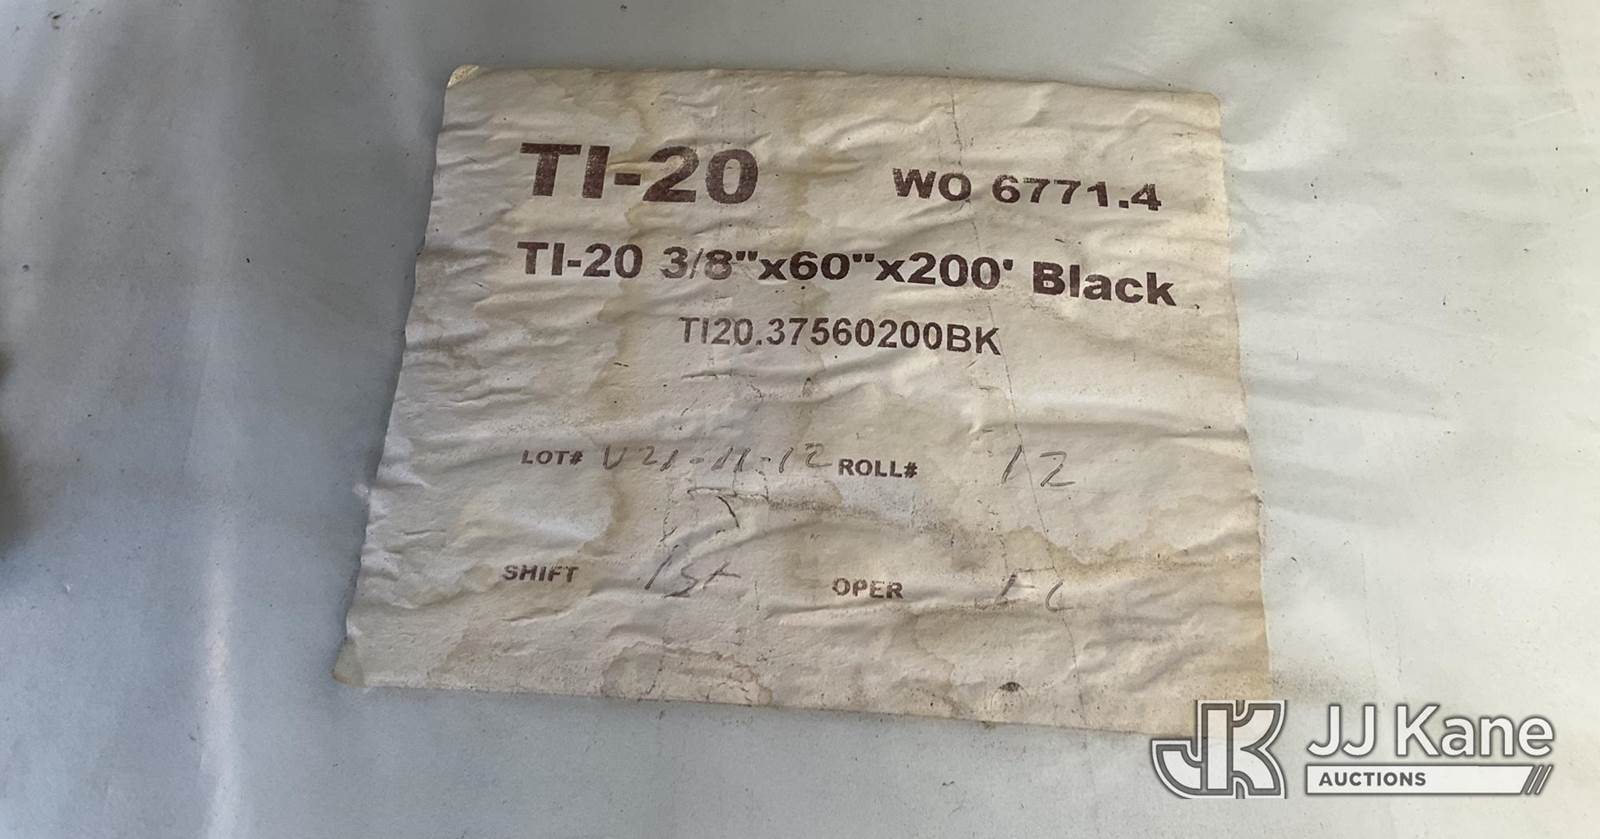 TI-20 WO 6771.4
TI-20 3/8"x60"x200' Black
TI20.37560200BK
LOT# U21-11-12 ROLL# 12
SHIFT 1st OPER
JJ Kane
AUCTIONS